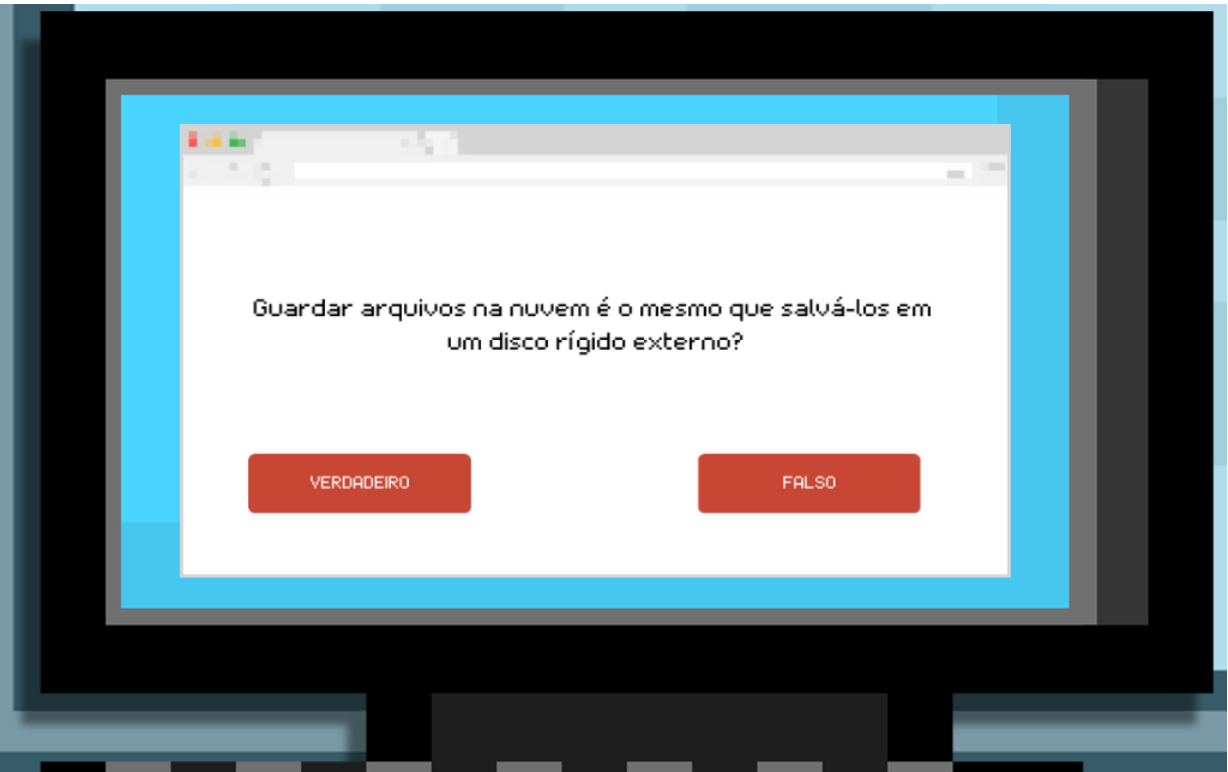 Guardar arquivos na nuvem é o mesmo que salvá-los em
um disco rígido externo?
VERDADEIRO
FALSO